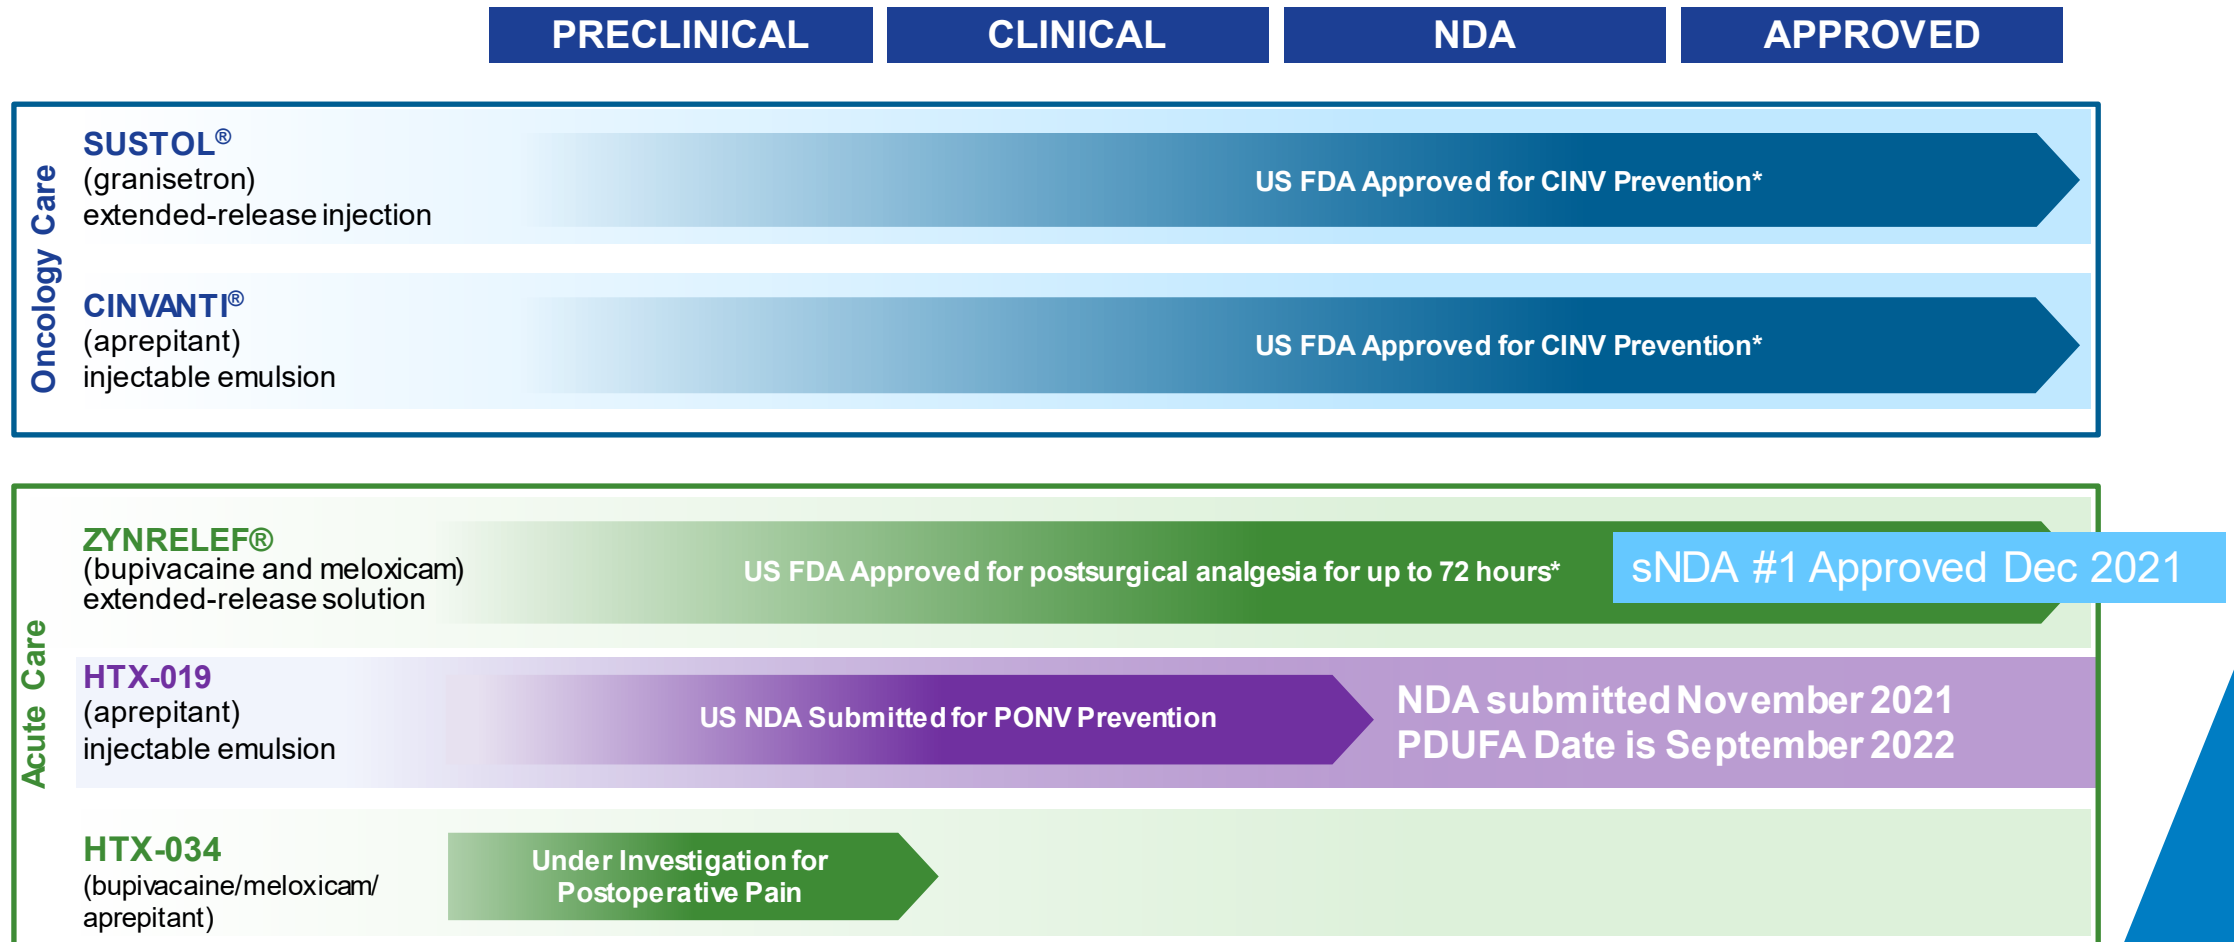 PRECLINICAL
CLINICAL
NDA
APPROVED
Oncology Care
SUSTOL®
(granisetron)
extended-release injection
US FDA Approved for CINV Prevention*
CINVANTI®
(aprepitant)
injectable emulsion
US FDA Approved for CINV Prevention*
Acute Care
ZYNRELEF®
(bupivacaine and meloxicam)
extended-release solution
US FDA Approved for postsurgical analgesia for up to 72 hours*
sNDA #1 Approved Dec 2021
HTX-019
(aprepitant)
injectable emulsion
US NDA Submitted for PONV Prevention
NDA submitted November 2021
PDUFA Date is September 2022
HTX-034
(bupivacaine/meloxicam/
aprepitant)
Under Investigation for
Postoperative Pain